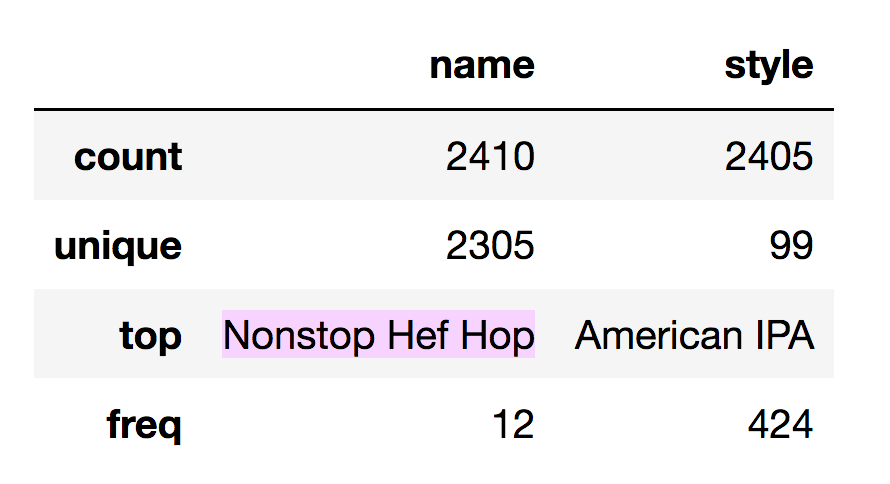 name style
count 2410 2405
unique 2305 99
top Nonstop Hef Hop American IPA
freq 12 424